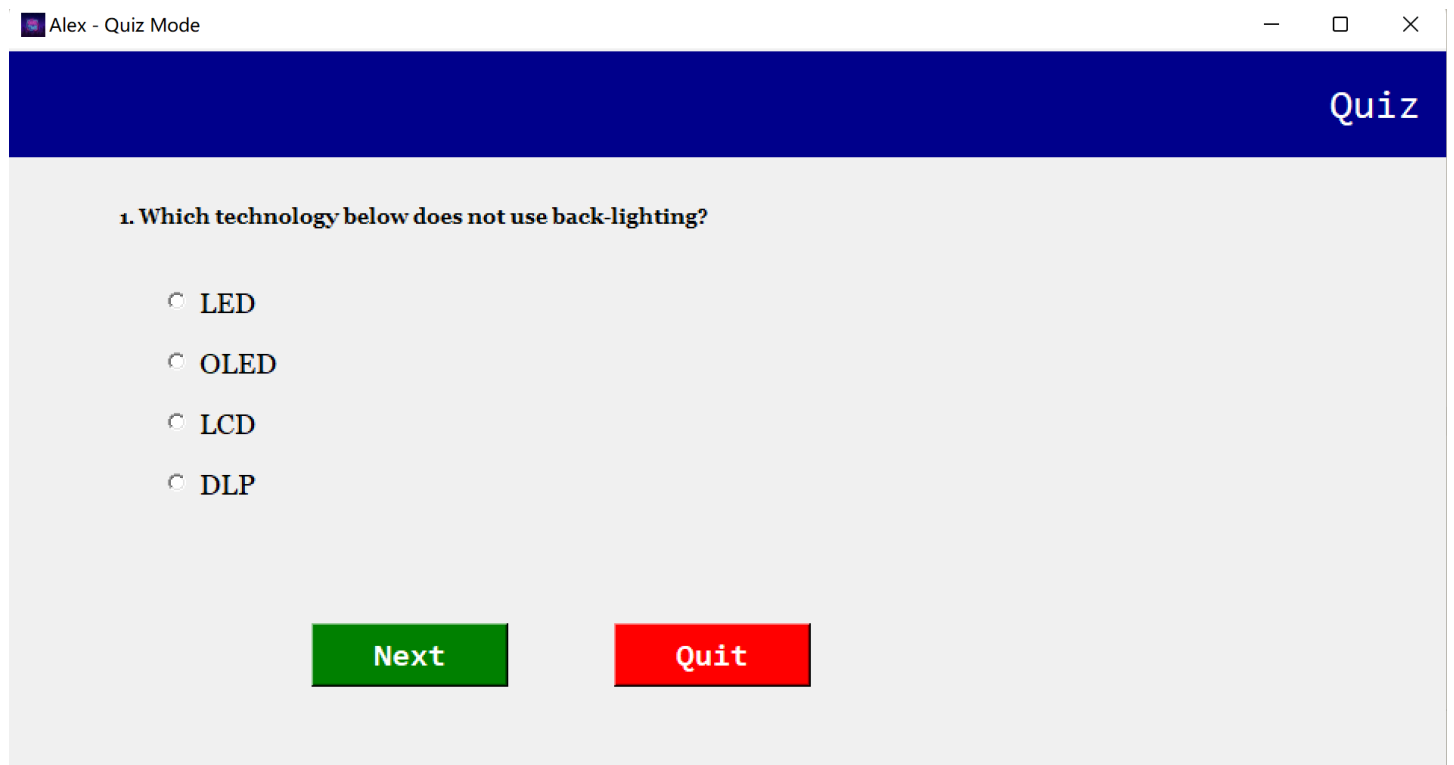 Alex - Quiz Mode
Quiz
1. Which technology below does not use back-lighting?
LED
OLED
LCD
DLP
Next
Quit